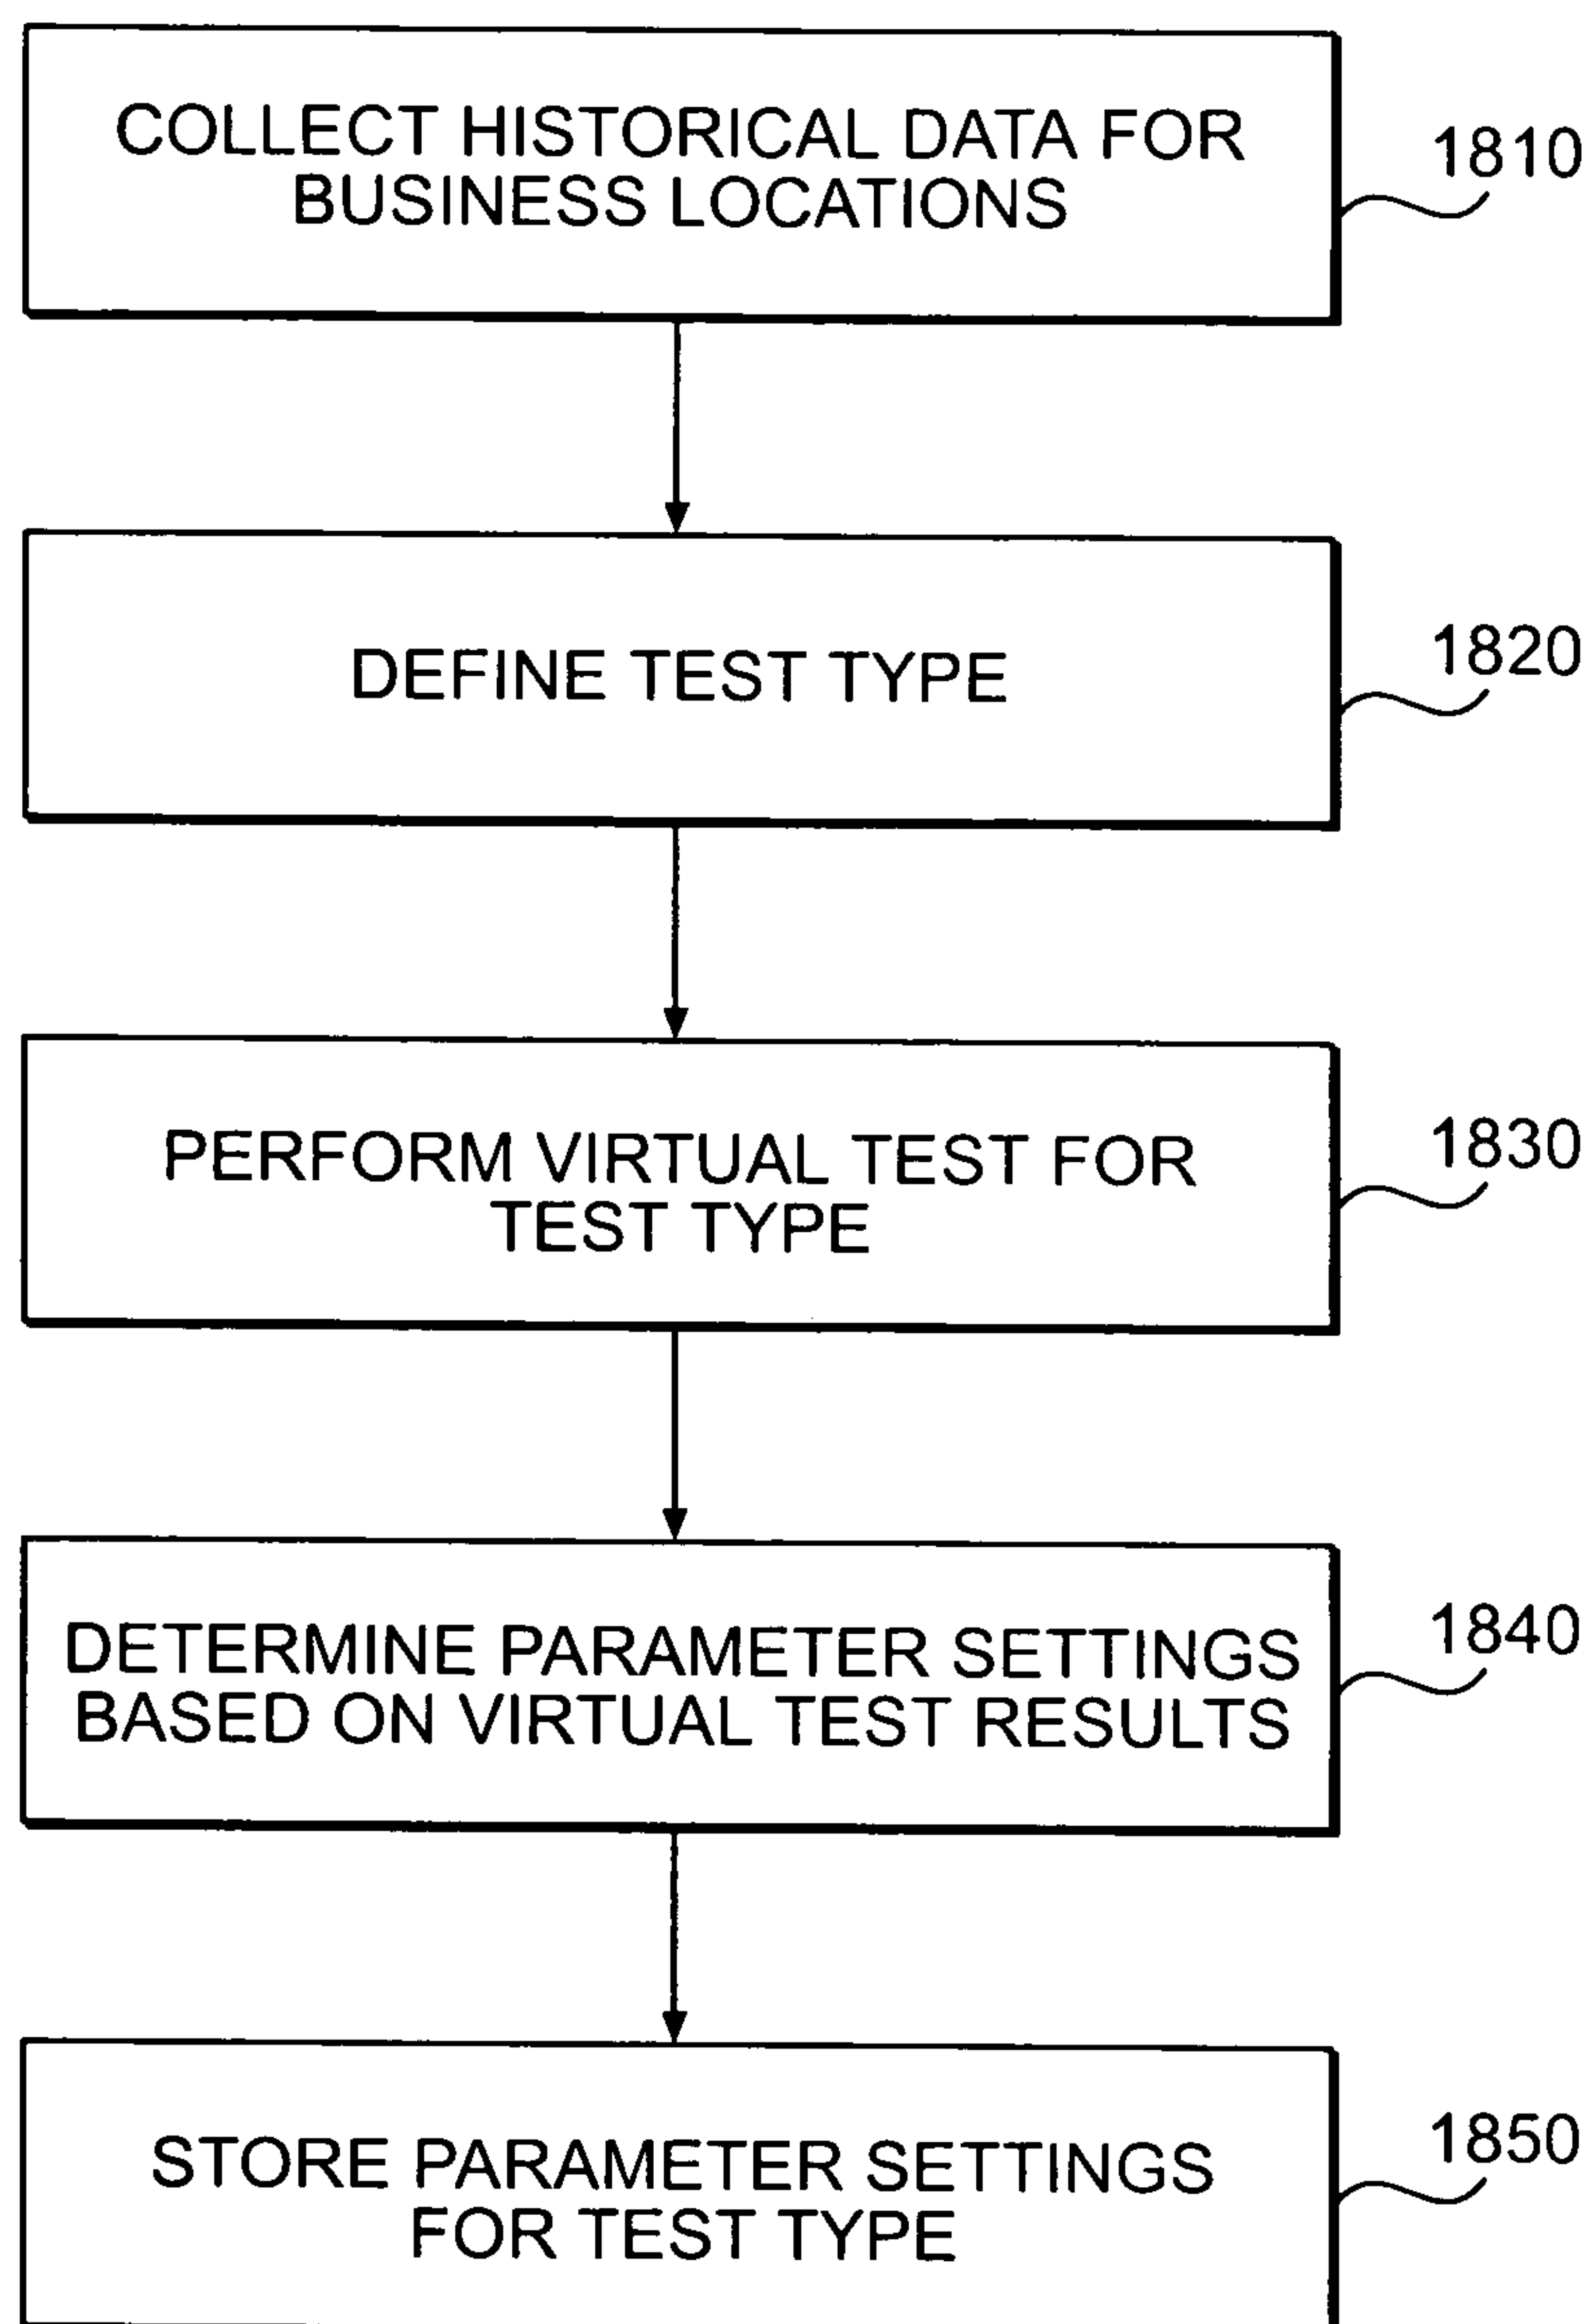 COLLECT HISTORICAL DATA FOR
BUSINESS LOCATIONS
1810
DEFINE TEST TYPE
1820
PERFORM VIRTUAL TEST FOR
TEST TYPE
1830
DETERMINE PARAMETER SETTINGS
BASED ON VIRTUAL TEST RESULTS
1840
STORE PARAMETER SETTINGS
FOR TEST TYPE
1850